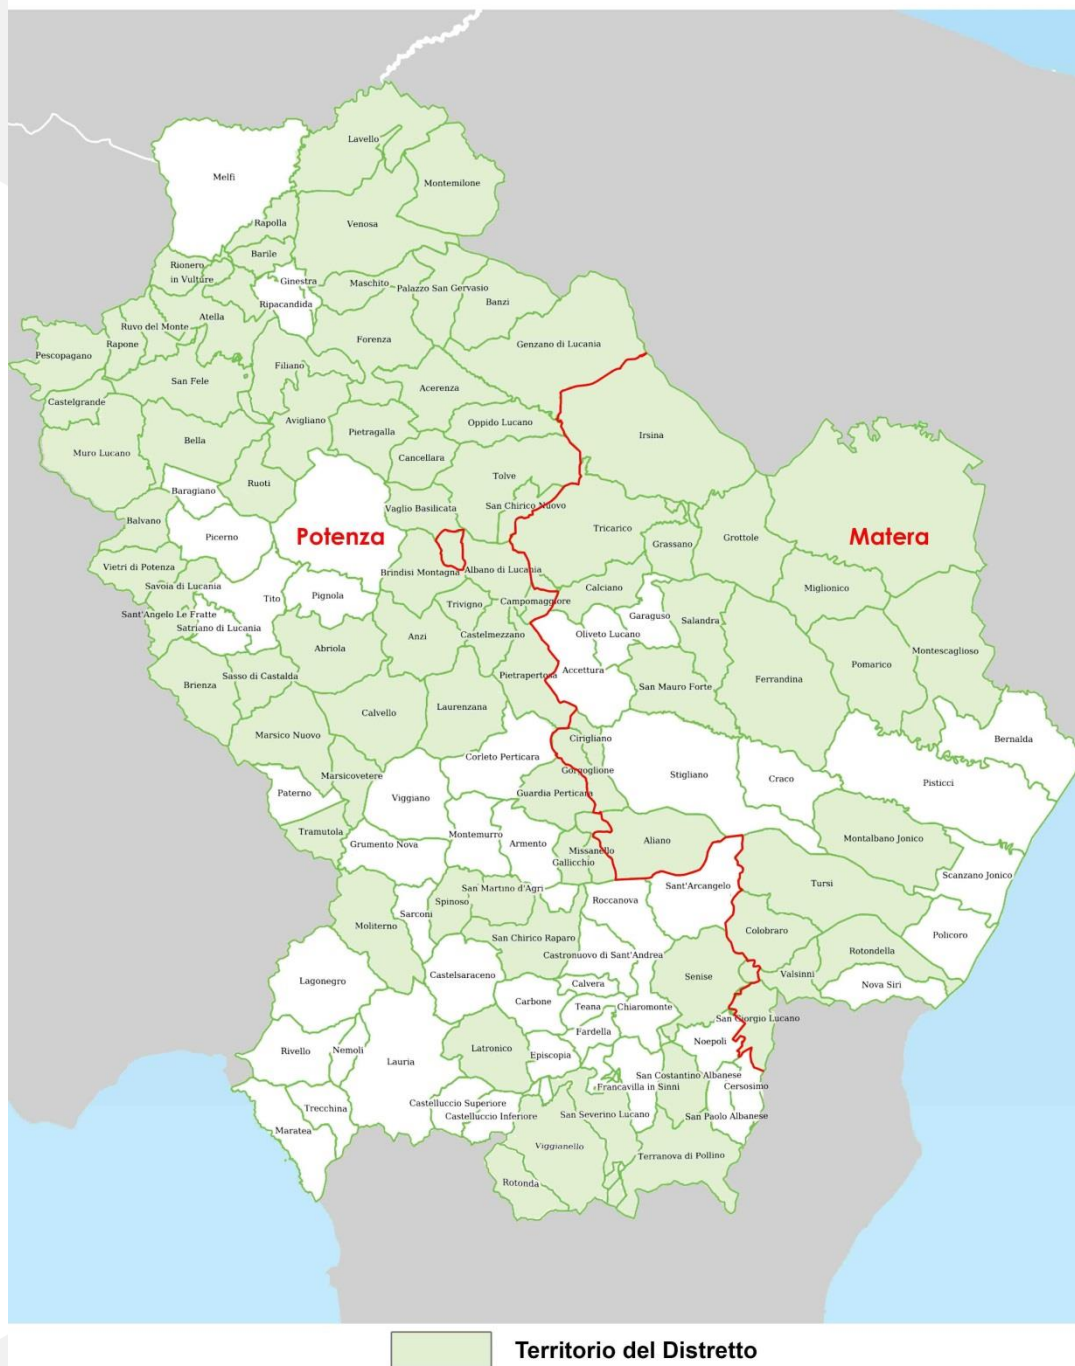 Lavello
Melfi
Montemilone
Rapolla
Venosa
Barile
Rionero
in Vulture
Ginestra
Maschito
Palazzo San Gervasio
Banzi
Ripacandida
Atella
Ruvo del Monte
Rapone
Pescopagano
Forenza
Genzano di Lucania
Filiano
San Fele
Acerenza
Castelgrande
Avigliano
Oppido Lucano
Pietragalla
Irsina
Bella
Muro Lucano
Cancellara
Tolve
Ruoti
Baragiano
San Chirico Nuovo
Vaglio Basilicata
Balvano
Tricarico
Picerno
Potenza
Grassano
Grottole
Matera
Vietri di Potenza
Brindisi Montagna
Albano di Lucania
Savoia di Lucania
Tito
Pignola
Calciano
Miglionico
Trivigno
Campomaggiore
Sant'Angelo Le Fratte
Garaguso
Salandra
Satriano di Lucania
Anzi
Castelmezzano
Oliveto Lucano
Abriola
Montescaglioso
Pomarico
Accettura
Sasso di Castalda
Pietrapertosa
Brienza
San Mauro Forte
Ferrandina
Laurenzana
Calvello
Marsico Nuovo
Cirigliano
Bernalda
Corleto Perticara
Gorgoglione
Stigliano
Marsicovetere
Craco
Pisticci
Paterno
Viggiano
Guardia Perticara
Tramutola
Montemurro
Grumento Nova
Armento
Missanello
Aliano
Montalbano Jonico
Gallicchio
Scanzano Jonico
San Martino d'Agri
Sant'Arcangelo
Tursi
Spinoso
Roccanova
Sarconi
Moliterno
Colobraro
Policoro
San Chirico Raparo
Rotondella
Castronuovo di Sant'Andrea
Castelsaraceno
Senise
Valsinni
Lagonegro
Calvera
Nova Siri
Carbone
Teana
Chiaromonte
San Giorgio Lucano
Fardella
Noepoli
Rivello
Nemoli
Latronico
Episcopia
Lauria
San Costantino Albanese
Francavilla in Sinni
Cersosimo
Castelluccio Superiore
Trecchina
Castelluccio Inferiore
San Severino Lucano
San Paolo Albanese
Maratea
Viggianello
Terranova di Pollino
Rotonda
Territorio del Distretto